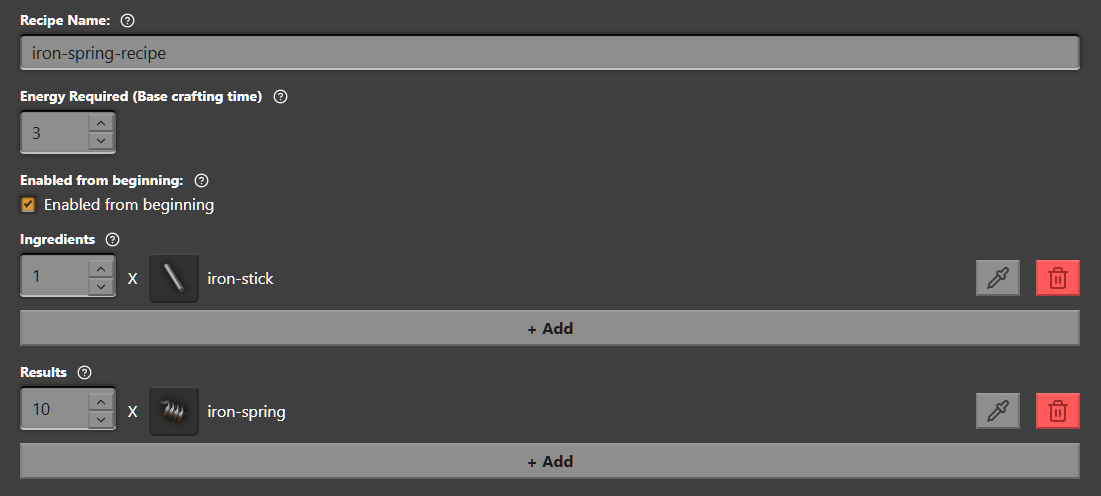 Recipe Name:
iron-spring-recipe
Energy Required (Base crafting time)
3
Enabled from beginning:
Enabled from beginning
Ingredients
1 X iron-stick
+ Add
Results
10 X iron-spring
+ Add